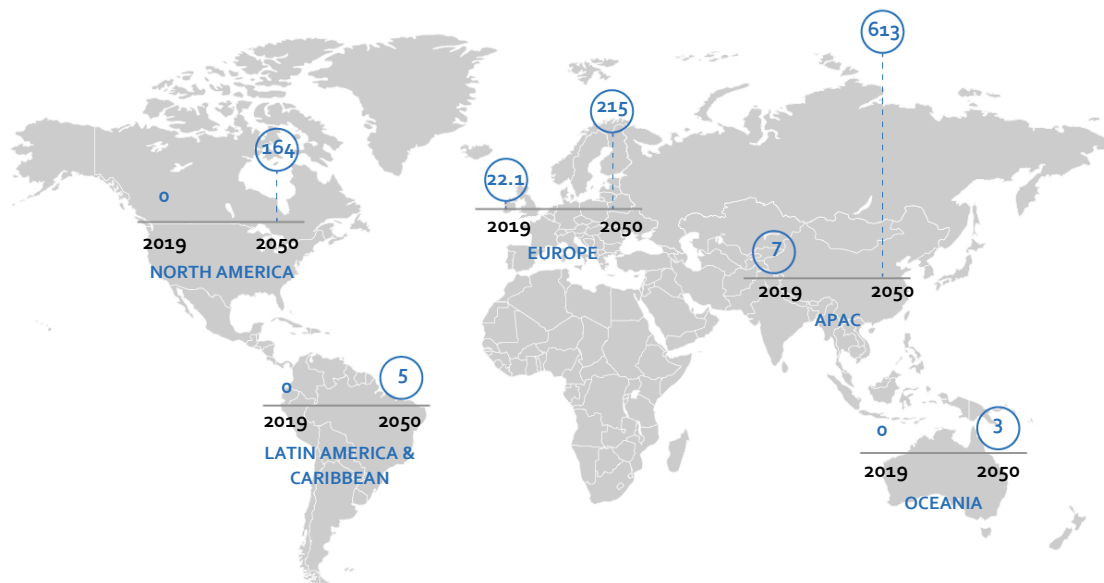 613
215
164
22.1
0
2019 2050
NORTH AMERICA
2019 2050
EUROPE
7
2019 2050
APAC
0 5
2019 2050
LATIN AMERICA &
CARIBBEAN
0 3
2019 2050
OCEANIA